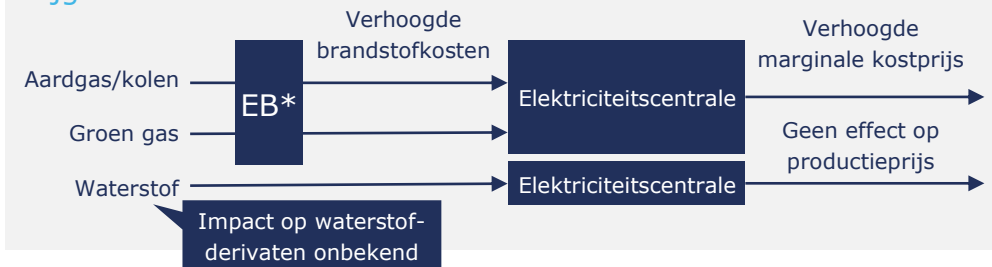 Verhoogde
brandstofkosten
Verhoogde
marginale kostprijs
Aardgas/kolen
EB*
Elektriciteitscentrale
Groen gas
Geen effect op
productieprijs
Waterstof
Elektriciteitscentrale
Impact op waterstof-
derivaten onbekend